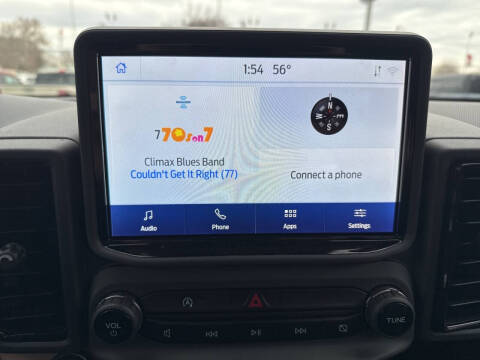 1:54 56°
7 70s on 7
N
W E
S
Climax Blues Band
Couldn't Get It Right (77)
Connect a phone
Audio Phone Apps Settings
VOL TUNE